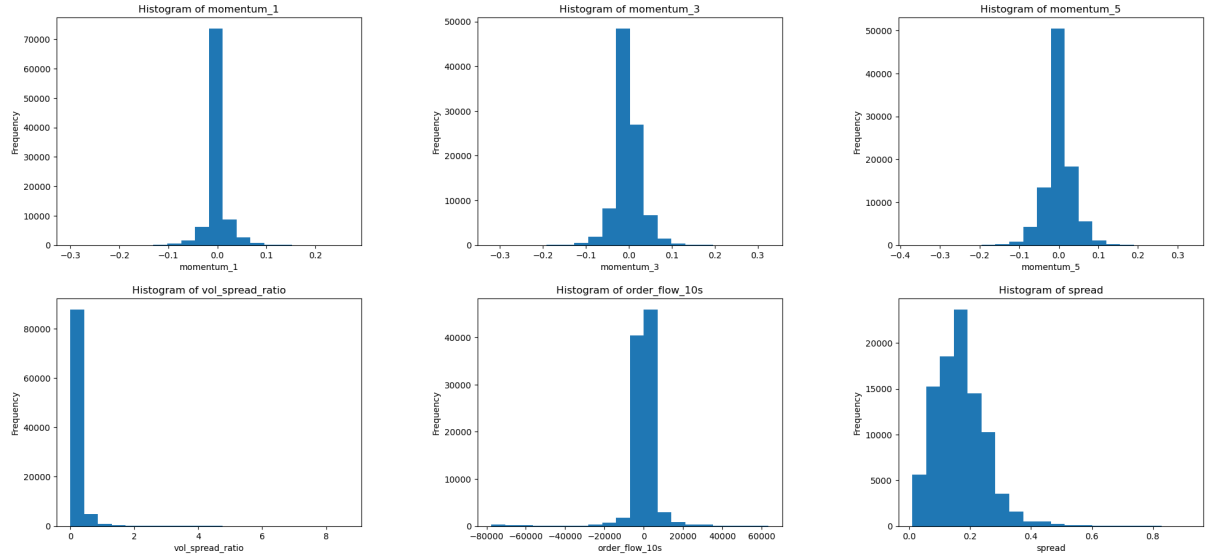 Histogram of momentum_1
Frequency
70000
60000
50000
40000
30000
20000
10000
0
−0.3 −0.2 −0.1 0.0 0.1 0.2
momentum_1
Histogram of momentum_3
Frequency
50000
40000
30000
20000
10000
0
−0.3 −0.2 −0.1 0.0 0.1 0.2 0.3
momentum_3
Histogram of momentum_5
Frequency
50000
40000
30000
20000
10000
0
−0.4 −0.3 −0.2 −0.1 0.0 0.1 0.2 0.3
momentum_5
Histogram of vol_spread_ratio
Frequency
80000
60000
40000
20000
0
0 2 4 6 8
vol_spread_ratio
Histogram of order_flow_10s
Frequency
40000
30000
20000
10000
0
−80000 −60000 −40000 −20000 0 20000 40000 60000
order_flow_10s
Histogram of spread
Frequency
20000
15000
10000
5000
0
0.0 0.2 0.4 0.6 0.8
spread